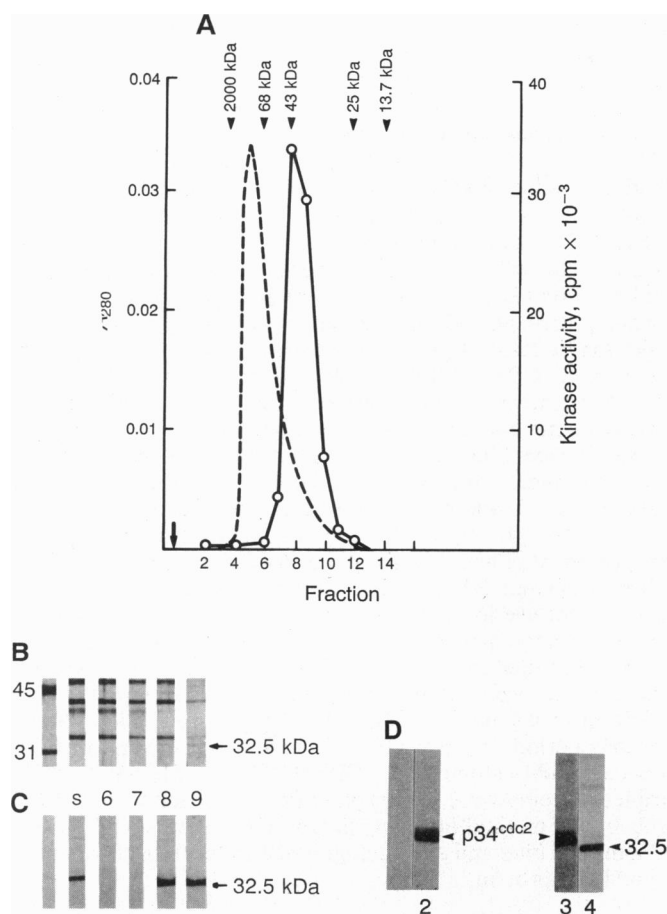 A
2000 kDa
68 kDa
43 kDa
25 kDa
13.7 kDa
0.04
0.03
0.02
0.01
280
40
30
20
10
Kinase activity, cpm × 10⁻³
2 4 6 8 10 12 14
Fraction
B
45
31
32.5 kDa
C
s 6 7 8 9
32.5 kDa
D
p34cdc2
32.5
2 3 4